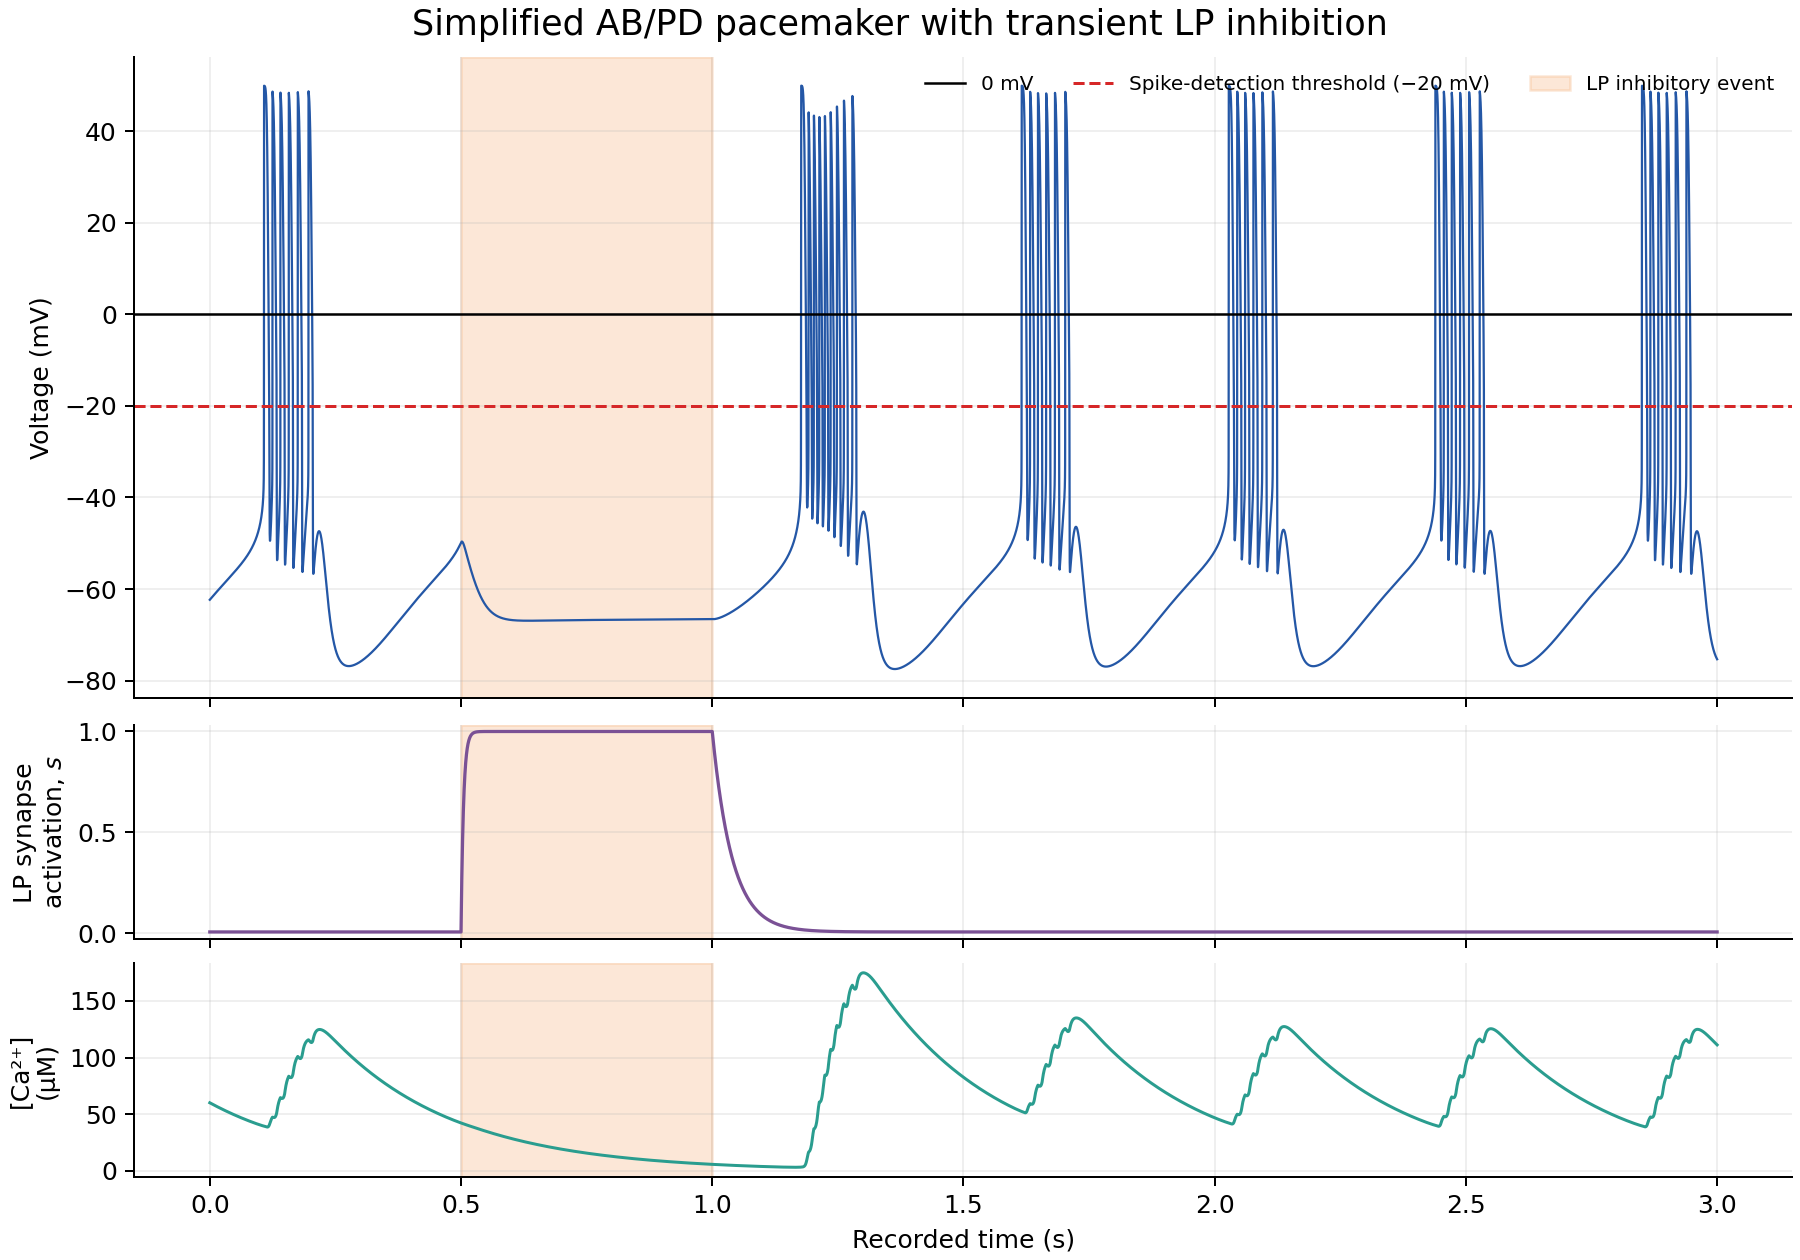 Simplified AB/PD pacemaker with transient LP inhibition
0 mV
Spike-detection threshold (−20 mV)
LP inhibitory event
Voltage (mV)
40
20
0
−20
−40
−60
−80
LP synapse
activation, s
1.0
0.5
0.0
[Ca²⁺]
(μM)
150
100
50
0
0.0 0.5 1.0 1.5 2.0 2.5 3.0
Recorded time (s)